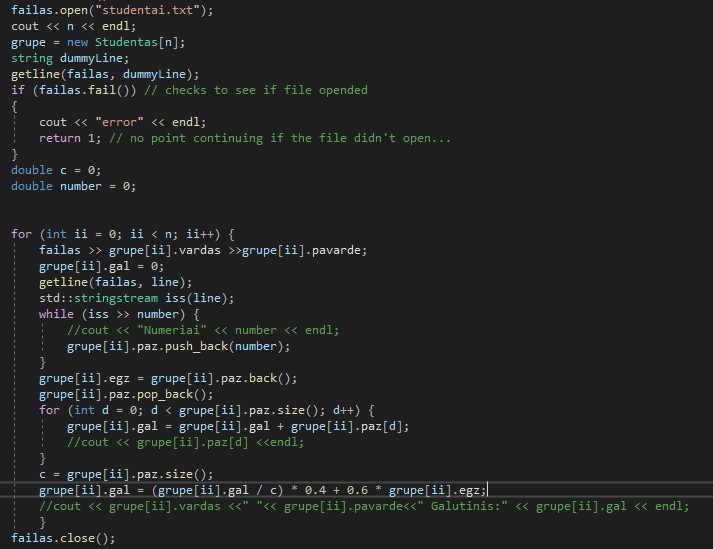 failas.open("studentai.txt");
cout << n << endl;
grupe = new Studentas[n];
string dummyLine;
getline(failas, dummyLine);
if (failas.fail()) // checks to see if file opended
{
cout << "error" << endl;
return 1; // no point continuing if the file didn't open...
}
double c = 0;
double number = 0;
for (int ii = 0; ii < n; ii++) {
failas >> grupe[ii].vardas >>grupe[ii].pavarde;
grupe[ii].gal = 0;
getline(failas, line);
std::stringstream iss(line);
while (iss >> number) {
//cout << "Numeriai" << number << endl;
grupe[ii].paz.push_back(number);
}
grupe[ii].egz = grupe[ii].paz.back();
grupe[ii].paz.pop_back();
for (int d = 0; d < grupe[ii].paz.size(); d++) {
grupe[ii].gal = grupe[ii].gal + grupe[ii].paz[d];
//cout << grupe[ii].paz[d] <<endl;
}
c = grupe[ii].paz.size();
grupe[ii].gal = (grupe[ii].gal / c) * 0.4 + 0.6 * grupe[ii].egz;
//cout << grupe[ii].vardas <<" "<< grupe[ii].pavarde<<" Galutinis:" << grupe[ii].gal << endl;
}
failas.close();